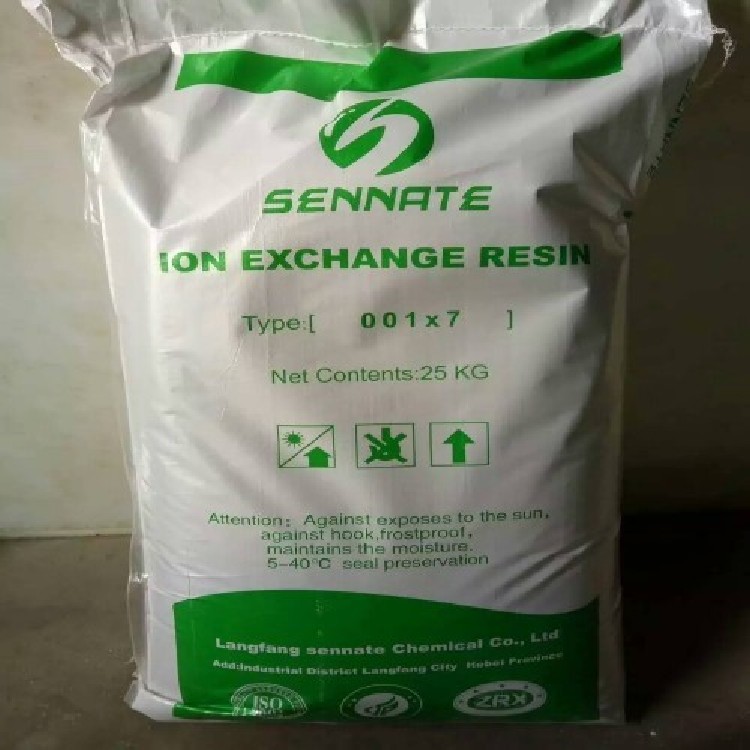 SENNATE
ION EXCHANGE RESIN
Type:[ 001x7 ]
Net Contents:25 KG
Attention: Against exposes to the sun,
against hook,frostproof,
maintains the moisture.
5-40°C seal preservation
Langfang sennate Chemical Co., Ltd
Add:Industrial District Langfang City Hebei Province
ISO
ZRX